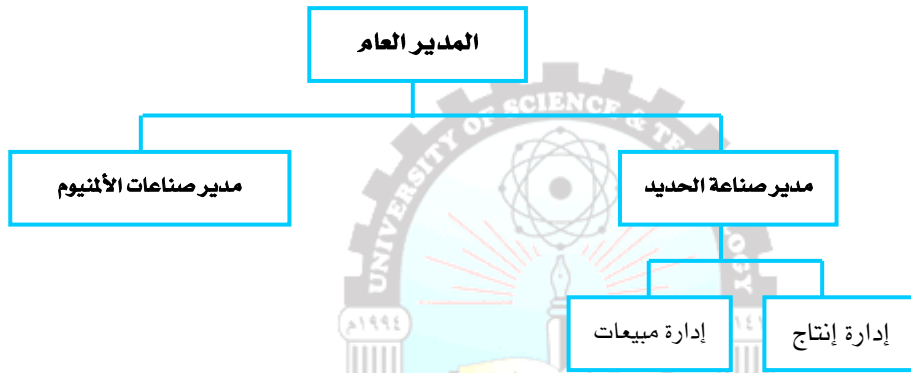 المدير العام
مدير صناعة الحديد
مدير صناعات الألمنيوم
إدارة إنتاج
إدارة مبيعات
UNIVERSITY OF SCIENCE &
١٩٩٤م